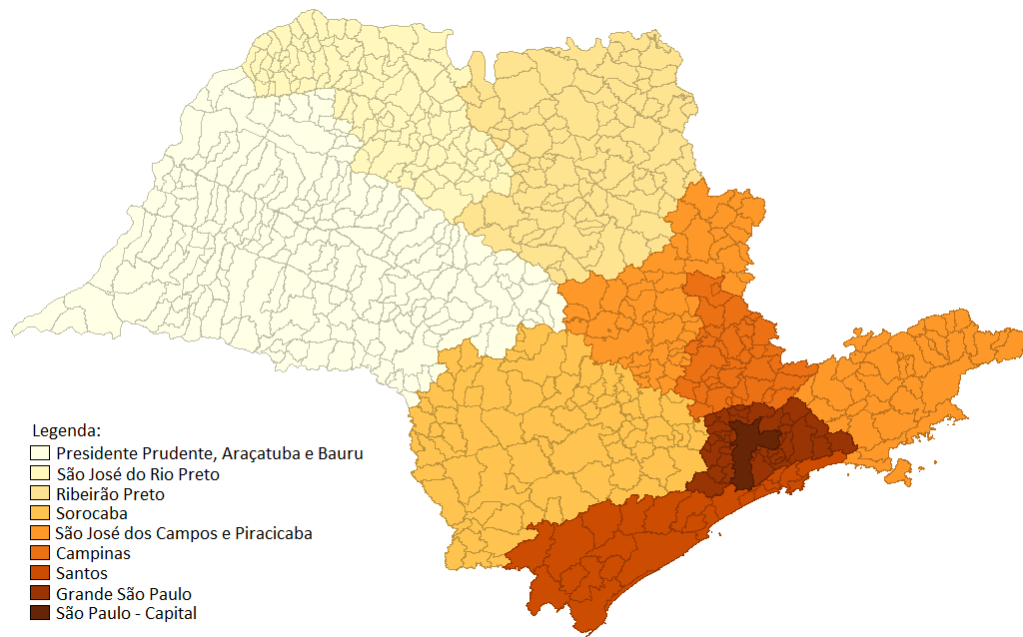 Legenda:
Presidente Prudente, Araçatuba e Bauru
São José do Rio Preto
Ribeirão Preto
Sorocaba
São José dos Campos e Piracicaba
Campinas
Santos
Grande São Paulo
São Paulo - Capital